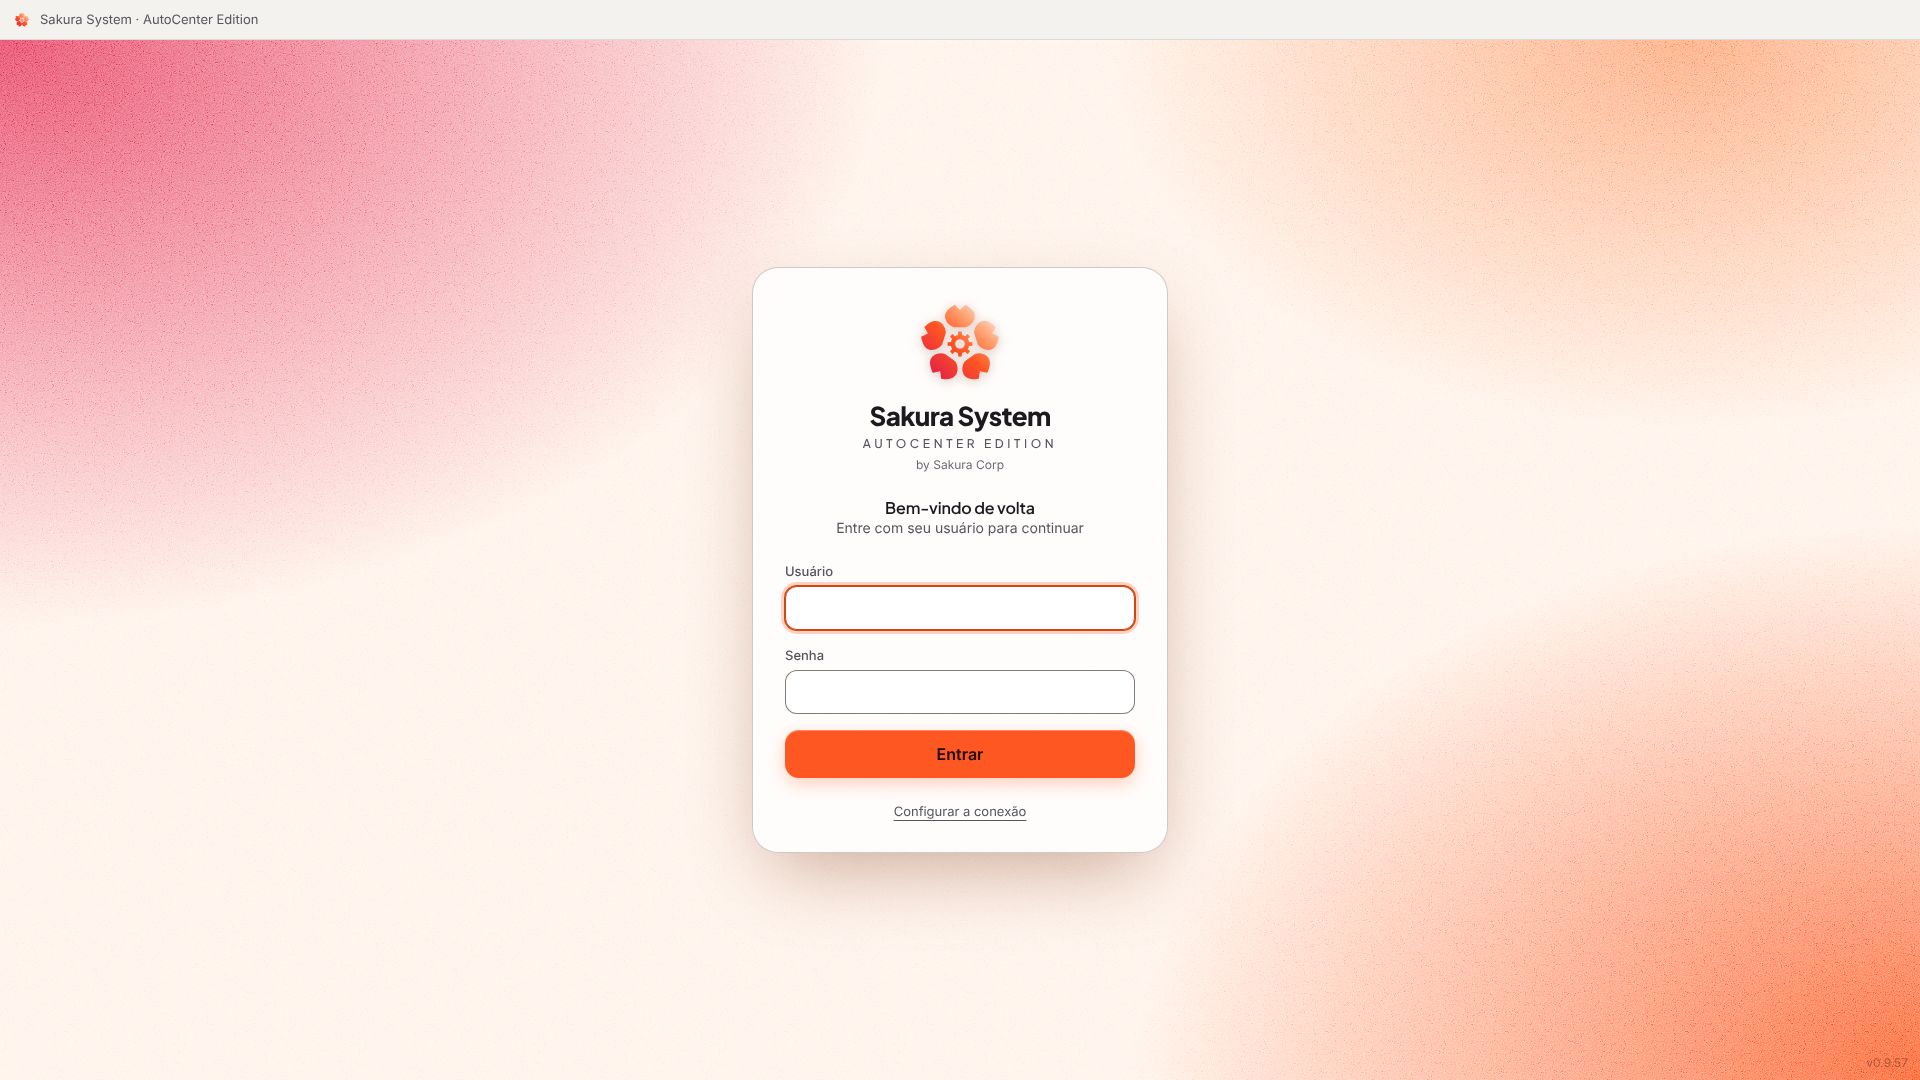 Sakura System · AutoCenter Edition
Sakura System
AUTOCENTER EDITION
by Sakura Corp
Bem-vindo de volta
Entre com seu usuário para continuar
Usuário
Senha
Entrar
Configurar a conexão
v0.9.57